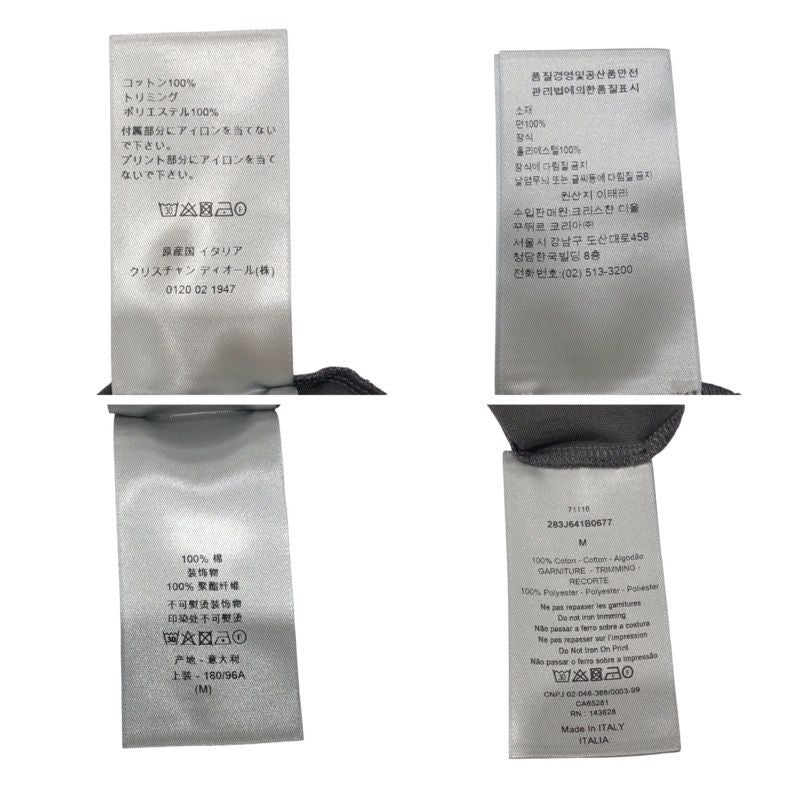 コットン100%
トリミング
ポリエステル100%
付属部分にアイロンを当てない
で下さい。
プリント部分にアイロンを当て
ないで下さい。
30 F
原産国 イタリア
クリスチャン ディオール(株)
0120 02 1947
품질경영및공산품안전
관리법에의한품질표시
소재
면100%
장식
폴리에스텔100%
장식에 다림질 금지
날염무늬 또는 글씨등에 다림질 금지
원산지 이태리
수입판매원:크리스챤 디올
꾸뛰르 코리아㈜
서울시 강남구 도산대로458
청담한국빌딩 8층
전화 번호:(02) 513-3200
100% 棉
装饰物
100% 聚酯纤维
不可熨烫装饰物
印染处不可熨烫
30 F
产地 - 意大利
上装 - 180/96A
(M)
71116
283J641B0677
M
100% Coton - Cotton - Algodão
GARNITURE - TRIMMING -
RECORTE
100% Polyester - Polyester - Poliéster
Ne pas repasser les garnitures
Do not iron trimming
Não passar a ferro sobre a costura
Ne pas repasser sur l'impression
Do Not Iron On Print
Não passar o ferro sobre a impressão
30 F
CNPJ 02-046-368/0003-99
CA65281
RN : 143628
Made in ITALY
ITALIA